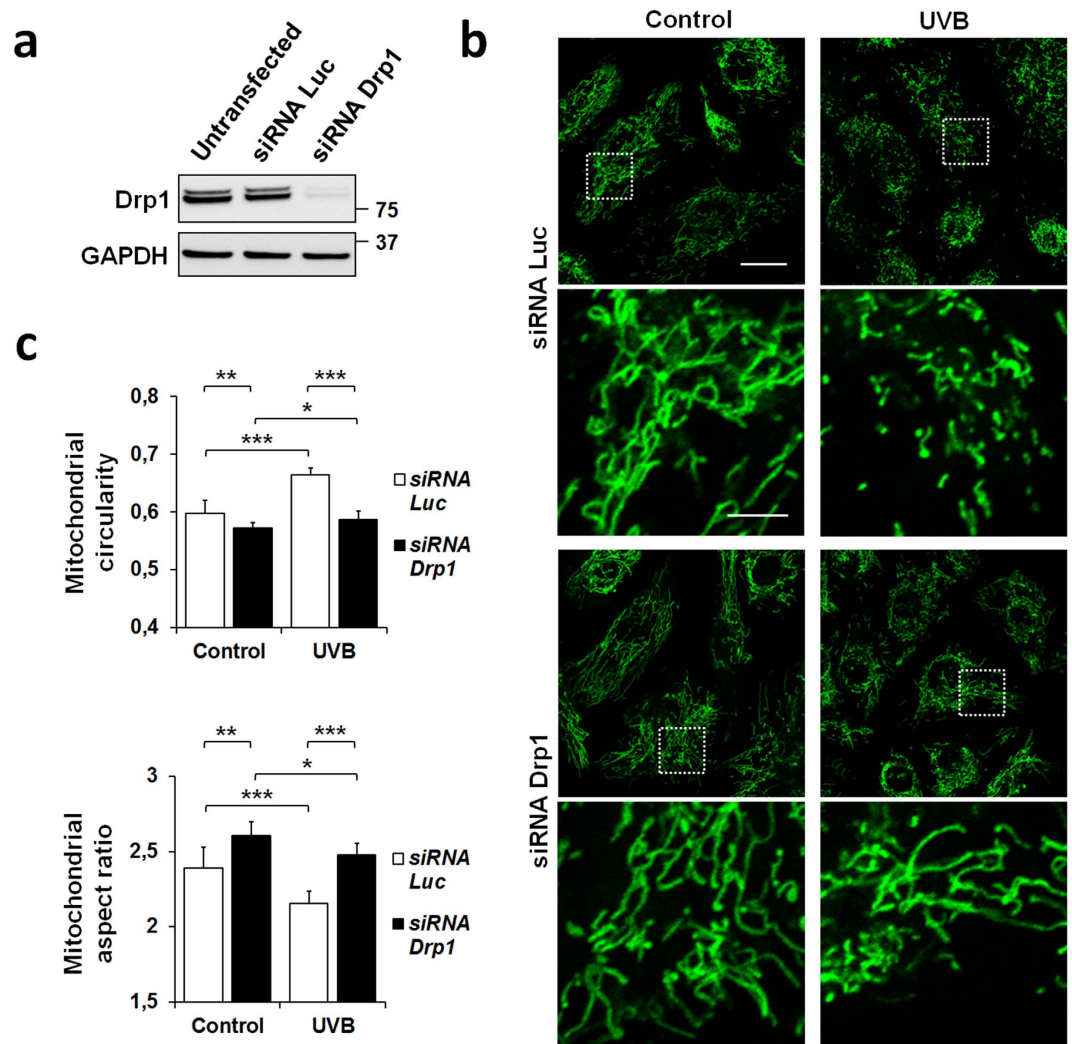 a
Untransfected
siRNA Luc
siRNA Drp1
Drp1
75
GAPDH
37
b
Control
UVB
siRNA Luc
siRNA Drp1
c
** ***
*
***
0,8
0,7
0,6
0,5
0,4
Mitochondrial
circularity
Control UVB
siRNA
Luc
siRNA
Drp1
** ***
*
***
3
2,5
2
1,5
Mitochondrial
aspect ratio
Control UVB
siRNA
Luc
siRNA
Drp1